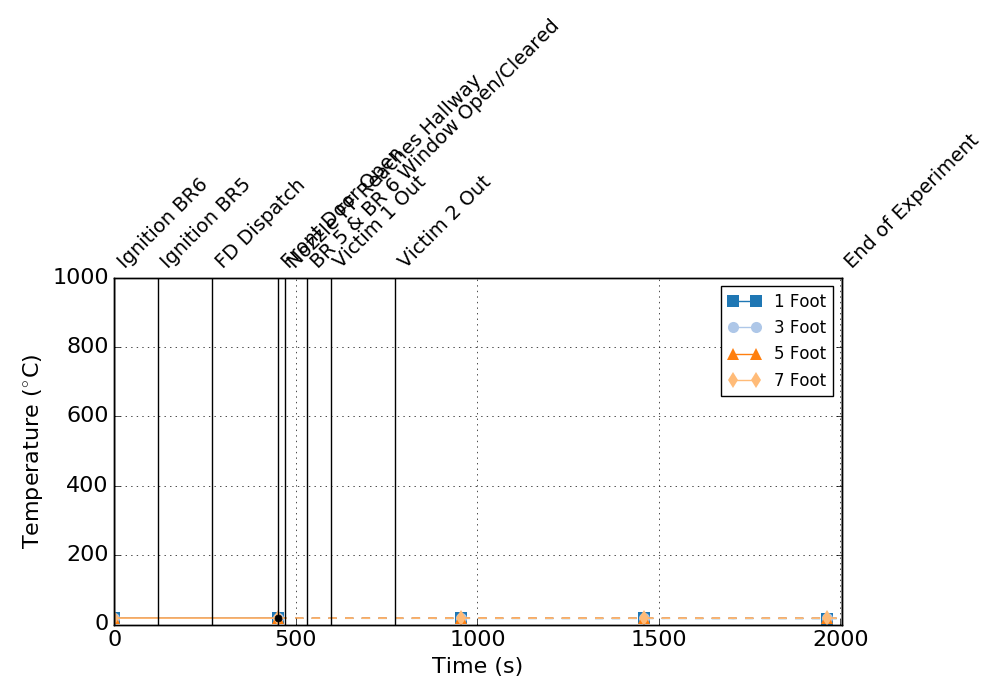 Ignition BR6
Ignition BR5
FD Dispatch
Front Door Open
Nozzle FF Reaches Hallway
BR 5 & BR 6 Window Open/Cleared
Victim 1 Out
Victim 2 Out
End of Experiment
1000
800
600
400
200
0
Temperature (°C)
1 Foot
3 Foot
5 Foot
7 Foot
0
500
1000
1500
2000
Time (s)